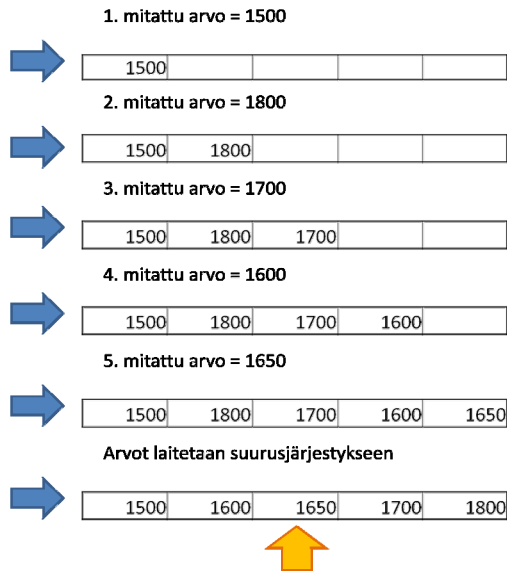 1. mitattu arvo = 1500
1500
2. mitattu arvo = 1800
1500 1800
3. mitattu arvo = 1700
1500 1800 1700
4. mitattu arvo = 1600
1500 1800 1700 1600
5. mitattu arvo = 1650
1500 1800 1700 1600 1650
Arvot laitetaan suurusjärjestykseen
1500 1600 1650 1700 1800